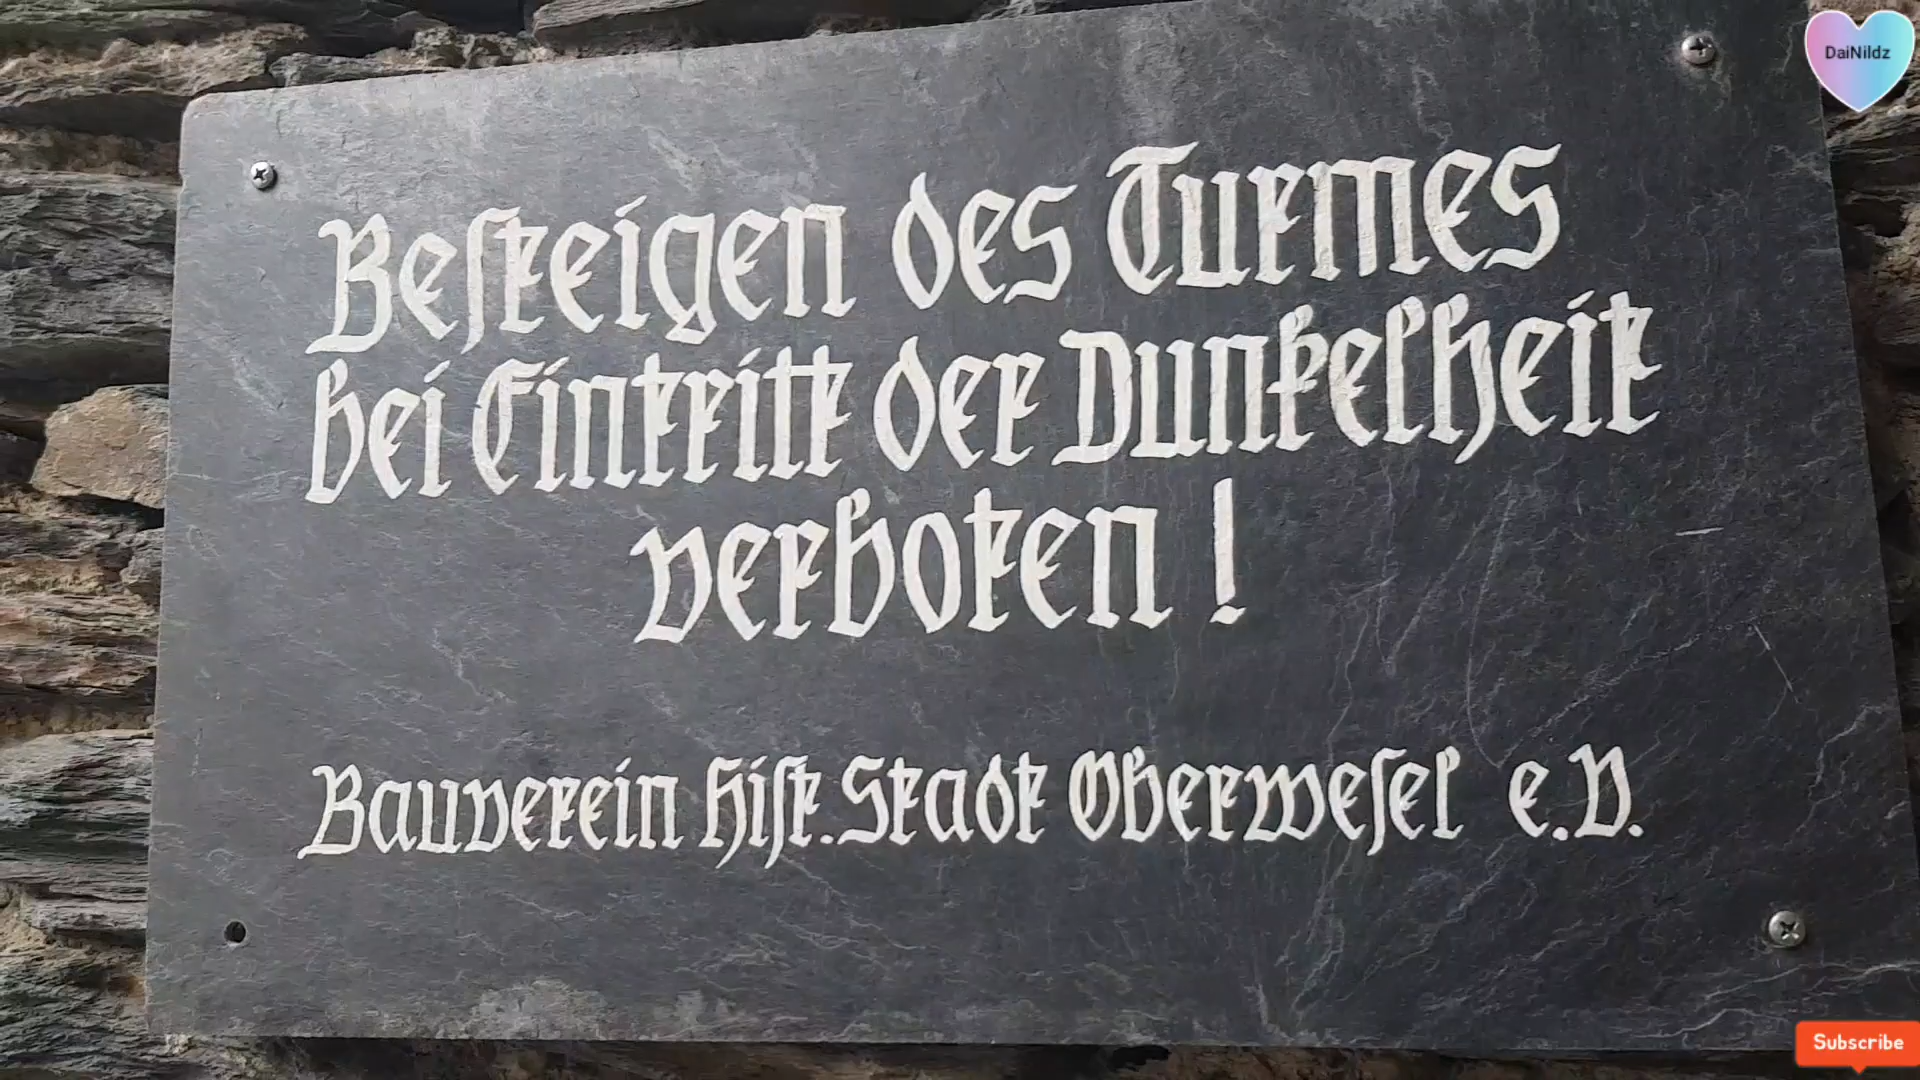 DaiNildz
Besteigen des Turmes
bei Eintritt der Dunkelheit
verboten!
Bauverein Hist. Stadt Oberwesel e.V.
Subscribe